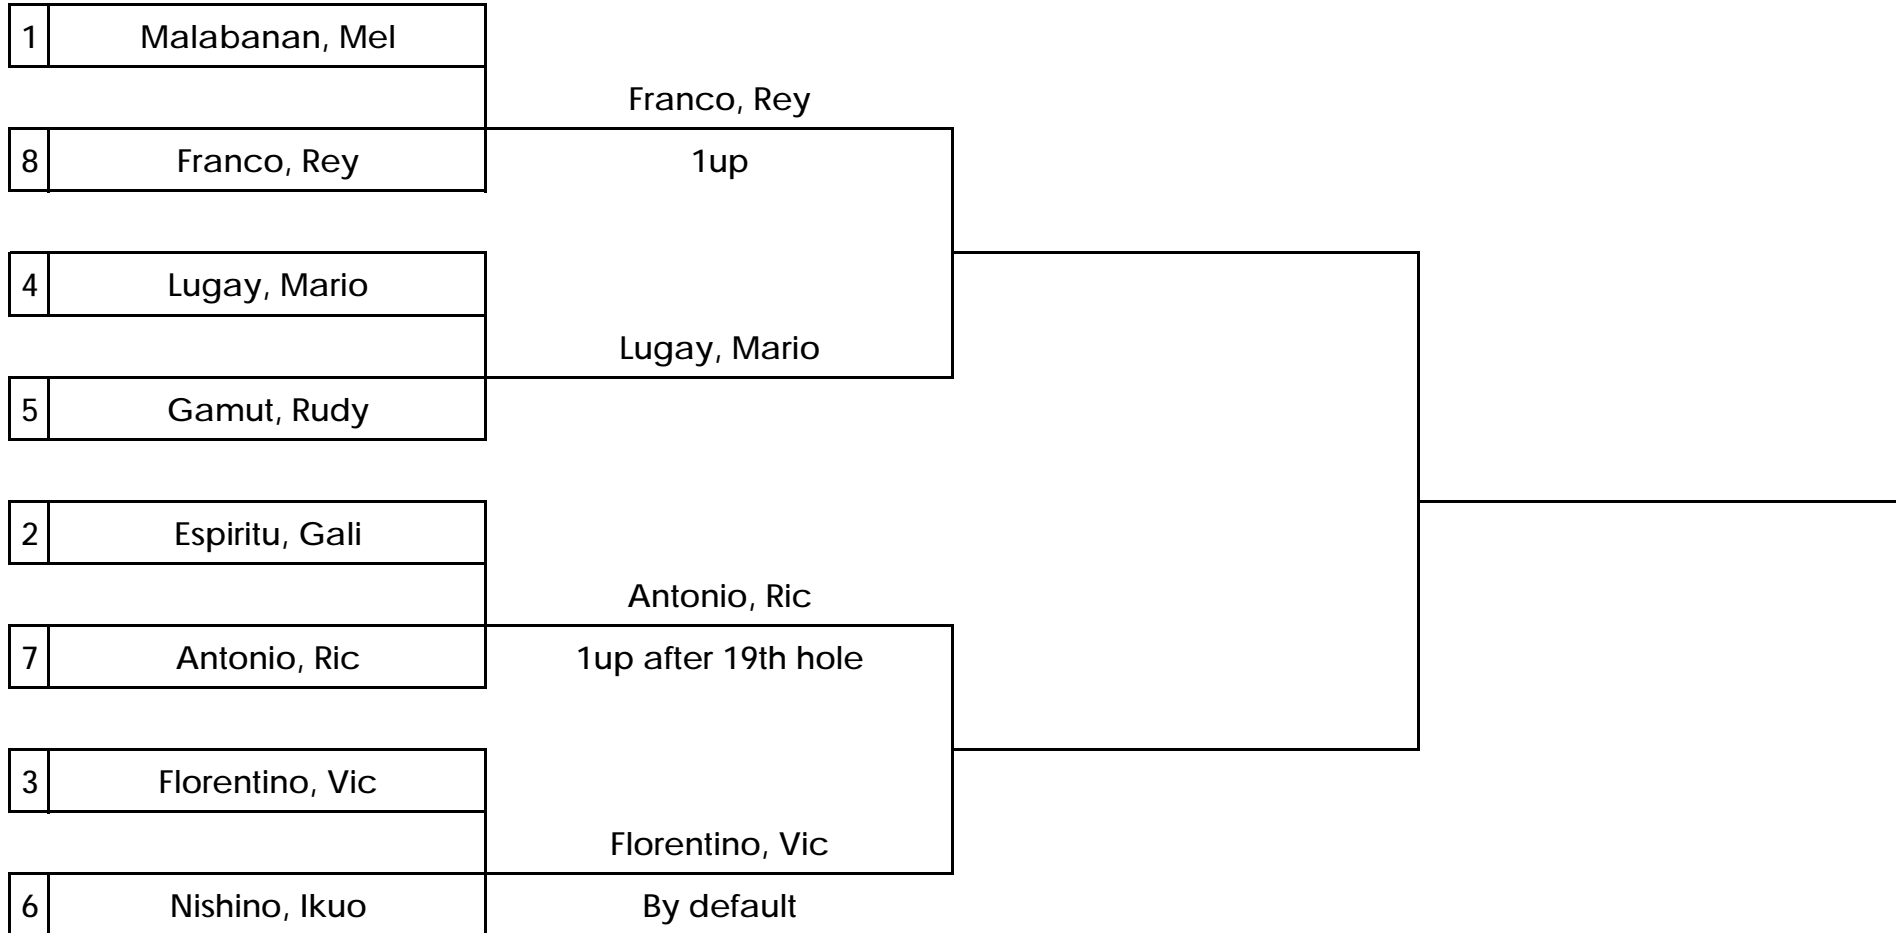 1 Malabanan, Mel
Franco, Rey
8 Franco, Rey 1up
4 Lugay, Mario
Lugay, Mario
5 Gamut, Rudy
2 Espiritu, Gali
Antonio, Ric
7 Antonio, Ric 1up after 19th hole
3 Florentino, Vic
Florentino, Vic
6 Nishino, Ikuo By default